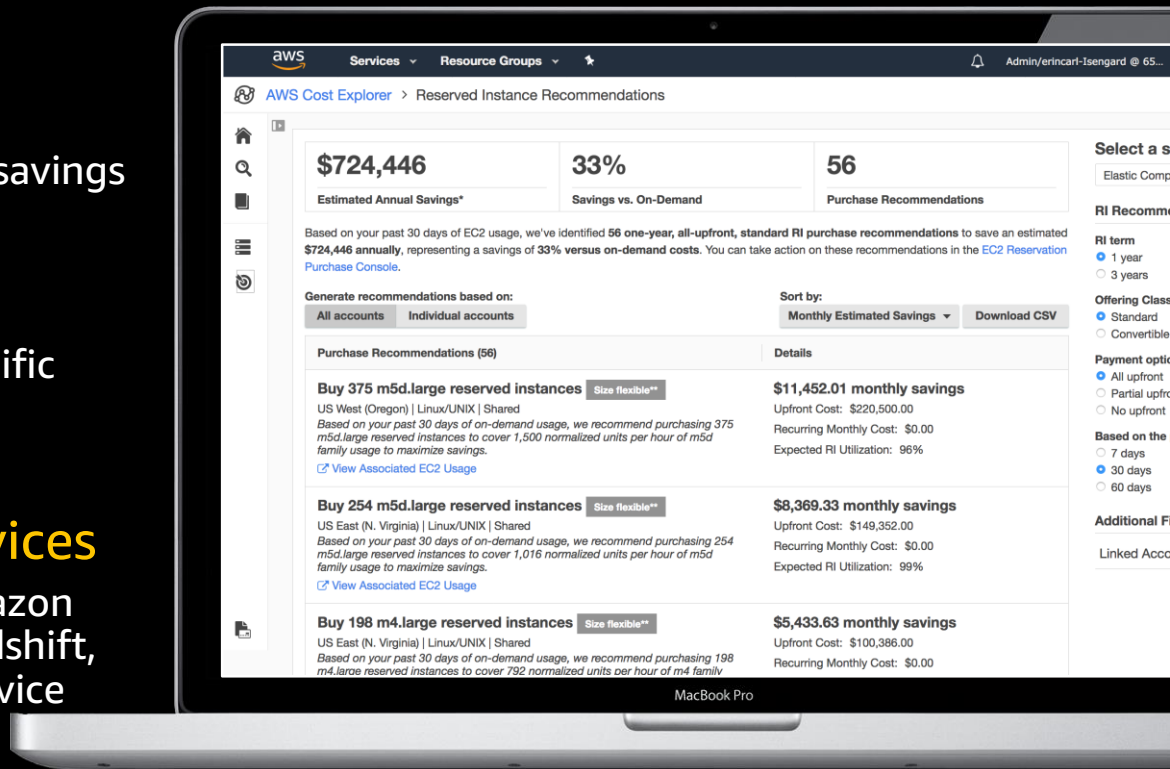 savings
ific
vices
azon
dshift,
vice
aws
Services
Resource Groups
Admin/erincarl-Isengard @ 65...
AWS Cost Explorer > Reserved Instance Recommendations
$724,446
Estimated Annual Savings*
33%
Savings vs. On-Demand
56
Purchase Recommendations
Based on your past 30 days of EC2 usage, we've identified 56 one-year, all-upfront, standard RI purchase recommendations to save an estimated
$724,446 annually, representing a savings of 33% versus on-demand costs. You can take action on these recommendations in the EC2 Reservation
Purchase Console.
Generate recommendations based on:
All accounts Individual accounts
Sort by:
Monthly Estimated Savings Download CSV
Purchase Recommendations (56) Details
Buy 375 m5d.large reserved instances Size flexible**
US West (Oregon) | Linux/UNIX | Shared
Based on your past 30 days of on-demand usage, we recommend purchasing 375
m5d.large reserved instances to cover 1,500 normalized units per hour of m5d
family usage to maximize savings.
View Associated EC2 Usage
$11,452.01 monthly savings
Upfront Cost: $220,500.00
Recurring Monthly Cost: $0.00
Expected RI Utilization: 96%
Buy 254 m5d.large reserved instances Size flexible**
US East (N. Virginia) | Linux/UNIX | Shared
Based on your past 30 days of on-demand usage, we recommend purchasing 254
m5d.large reserved instances to cover 1,016 normalized units per hour of m5d
family usage to maximize savings.
View Associated EC2 Usage
$8,369.33 monthly savings
Upfront Cost: $149,352.00
Recurring Monthly Cost: $0.00
Expected RI Utilization: 99%
Buy 198 m4.large reserved instances Size flexible**
US East (N. Virginia) | Linux/UNIX | Shared
Based on your past 30 days of on-demand usage, we recommend purchasing 198
m4.large reserved instances to cover 792 normalized units per hour of m4 family
$5,433.63 monthly savings
Upfront Cost: $100,386.00
Recurring Monthly Cost: $0.00
Select a s
Elastic Comp
RI Recomme
RI term
1 year
3 years
Offering Class
Standard
Convertible
Payment optio
All upfront
Partial upfro
No upfront
Based on the
7 days
30 days
60 days
Additional Fi
Linked Acco
MacBook Pro